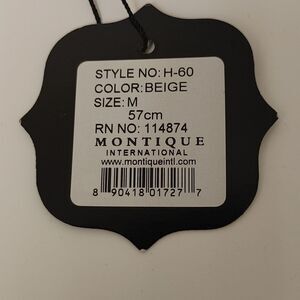 STYLE NO: H-60
COLOR: BEIGE
SIZE: M
57cm
RN NO: 114874
MONTIQUE
INTERNATIONAL
www.montiqueintl.com
8 90418 01727 7